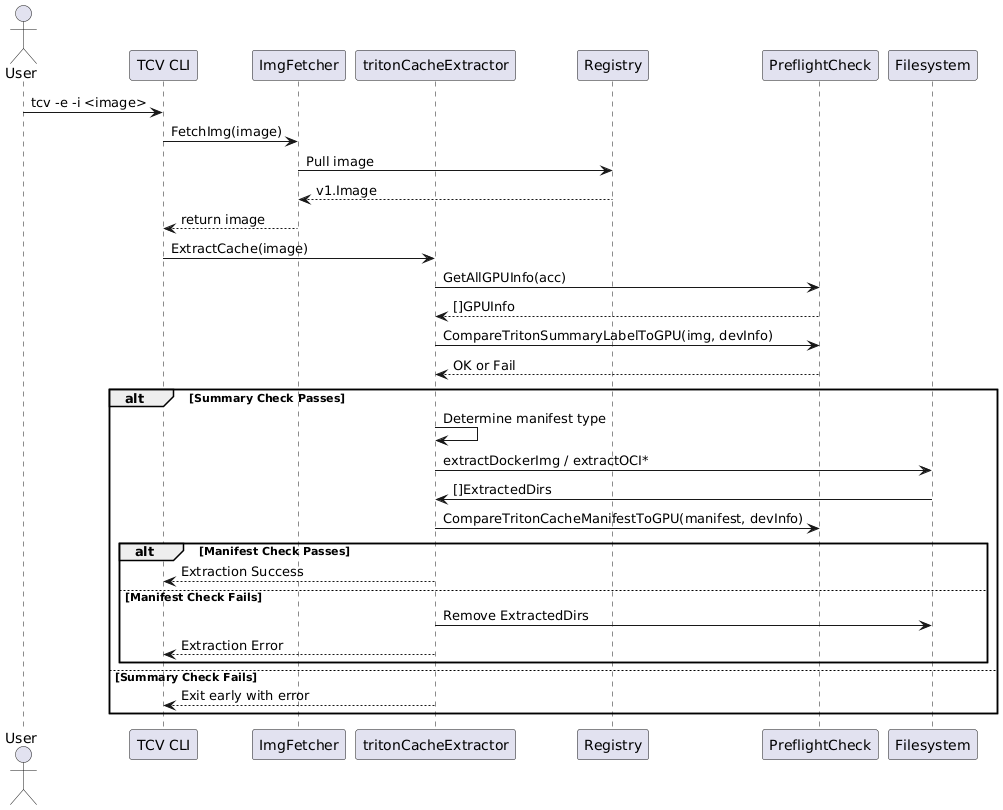 User
TCV CLI
ImgFetcher
tritonCacheExtractor
Registry
PreflightCheck
Filesystem
tcv -e -i <image>
FetchImg(image)
Pull image
v1.Image
return image
ExtractCache(image)
GetAllGPUInfo(acc)
[]GPUInfo
CompareTritonSummaryLabelToGPU(img, devInfo)
OK or Fail
alt
[Summary Check Passes]
Determine manifest type
extractDockerImg / extractOCI*
[]ExtractedDirs
CompareTritonCacheManifestToGPU(manifest, devInfo)
alt
[Manifest Check Passes]
Extraction Success
[Manifest Check Fails]
Remove ExtractedDirs
Extraction Error
[Summary Check Fails]
Exit early with error
User
TCV CLI
ImgFetcher
tritonCacheExtractor
Registry
PreflightCheck
Filesystem